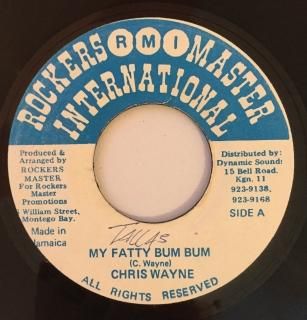 ROCKERS RMI MASTER
INTERNATIONAL
Produced &
Arranged by
ROCKERS
MASTER
For Rockers
Master
Promotions
William Street,
Montego Bay.
Made in
Jamaica
Distributed by:
Dynamic Sound:
15 Bell Road.
Kgn. 11
923-9138,
923-9168
SIDE A
MY FATTY BUM BUM
(C. Wayne)
CHRIS WAYNE
ALL RIGHTS RESERVED